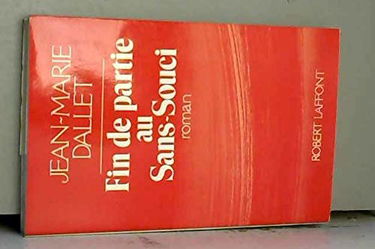 JEAN-MARIE
DALLET
Fin de partie
au
Sans-Souci
roman
ROBERT LAFFONT